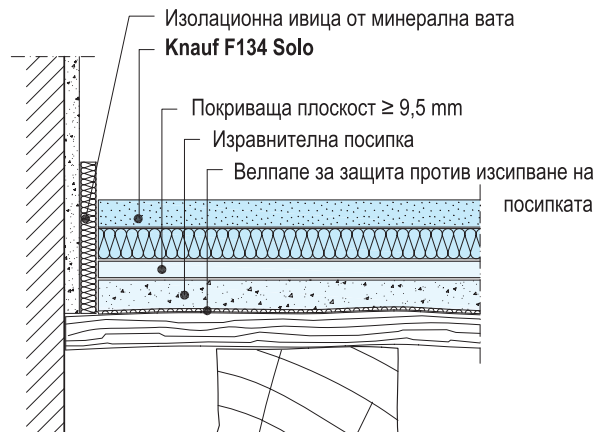 Изолационна ивица от минерална вата
Knauf F134 Solo
Покриваща плоскост ≥ 9,5 mm
Изравнителна посипка
Велпапе за защита против изсипване на
посипката